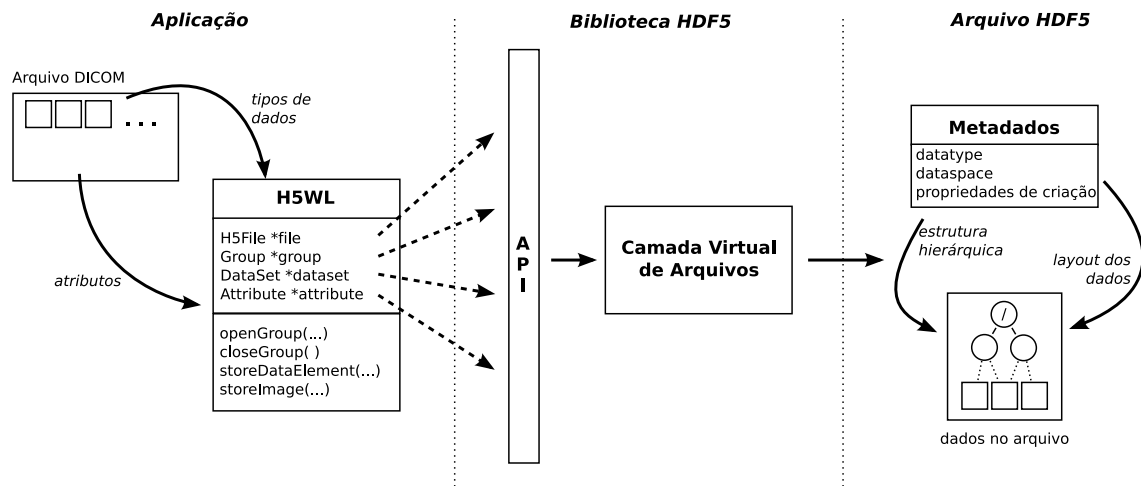 Aplicação
Biblioteca HDF5
Arquivo HDF5
Arquivo DICOM
...
tipos de
dados
atributos
H5WL
H5File *file
Group *group
DataSet *dataset
Attribute *attribute
openGroup(...)
closeGroup( )
storeDataElement(...)
storeImage(...)
A
P
I
Camada Virtual
de Arquivos
Metadados
datatype
dataspace
propriedades de criação
estrutura
hierárquica
layout dos
dados
/
dados no arquivo